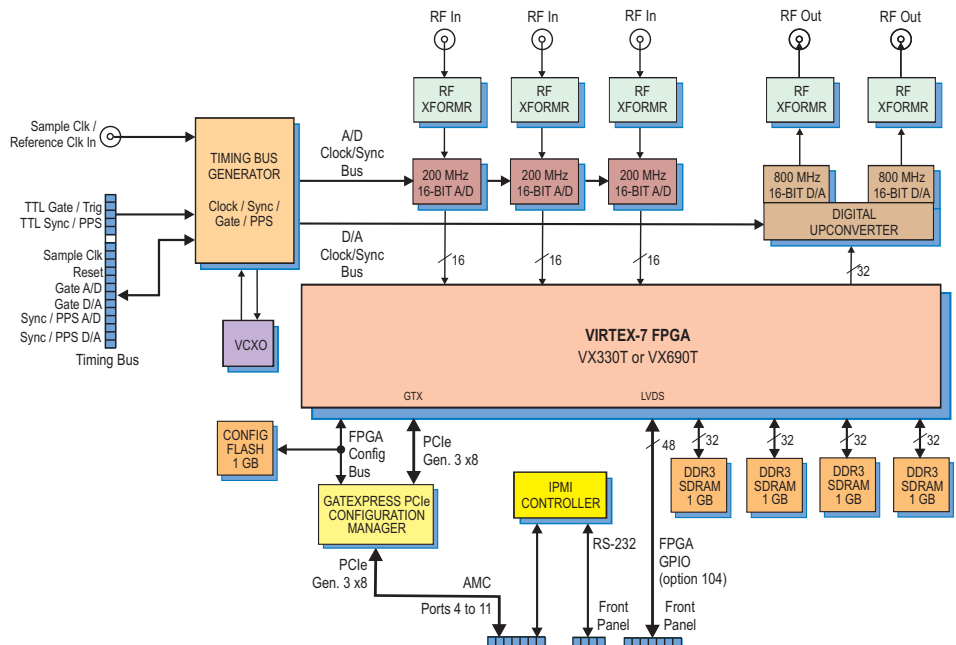 RF In
RF In
RF In
RF Out
RF Out
RF
XFORMR
RF
XFORMR
RF
XFORMR
RF
XFORMR
RF
XFORMR
Sample Clk /
Reference Clk In
TIMING BUS
GENERATOR
Clock / Sync /
Gate / PPS
A/D
Clock/Sync
Bus
200 MHz
16-BIT A/D
200 MHz
16-BIT A/D
200 MHz
16-BIT A/D
800 MHz
16-BIT D/A
800 MHz
16-BIT D/A
DIGITAL
UPCONVERTER
TTL Gate / Trig
TTL Sync / PPS
Sample Clk
Reset
Gate A/D
Gate D/A
Sync / PPS A/D
Sync / PPS D/A
Timing Bus
D/A
Clock/Sync
Bus
16
16
16
32
VCXO
VIRTEX-7 FPGA
VX330T or VX690T
GTX
LVDS
CONFIG
FLASH
1 GB
FPGA
Config
Bus
PCIe
Gen. 3 x8
48
32
32
32
32
DDR3
SDRAM
1 GB
DDR3
SDRAM
1 GB
DDR3
SDRAM
1 GB
DDR3
SDRAM
1 GB
GATEXPRESS PCIe
CONFIGURATION
MANAGER
IPMI
CONTROLLER
RS-232
FPGA
GPIO
(option 104)
PCIe
Gen. 3 x8
AMC
Ports 4 to 11
Front
Panel
Front
Panel